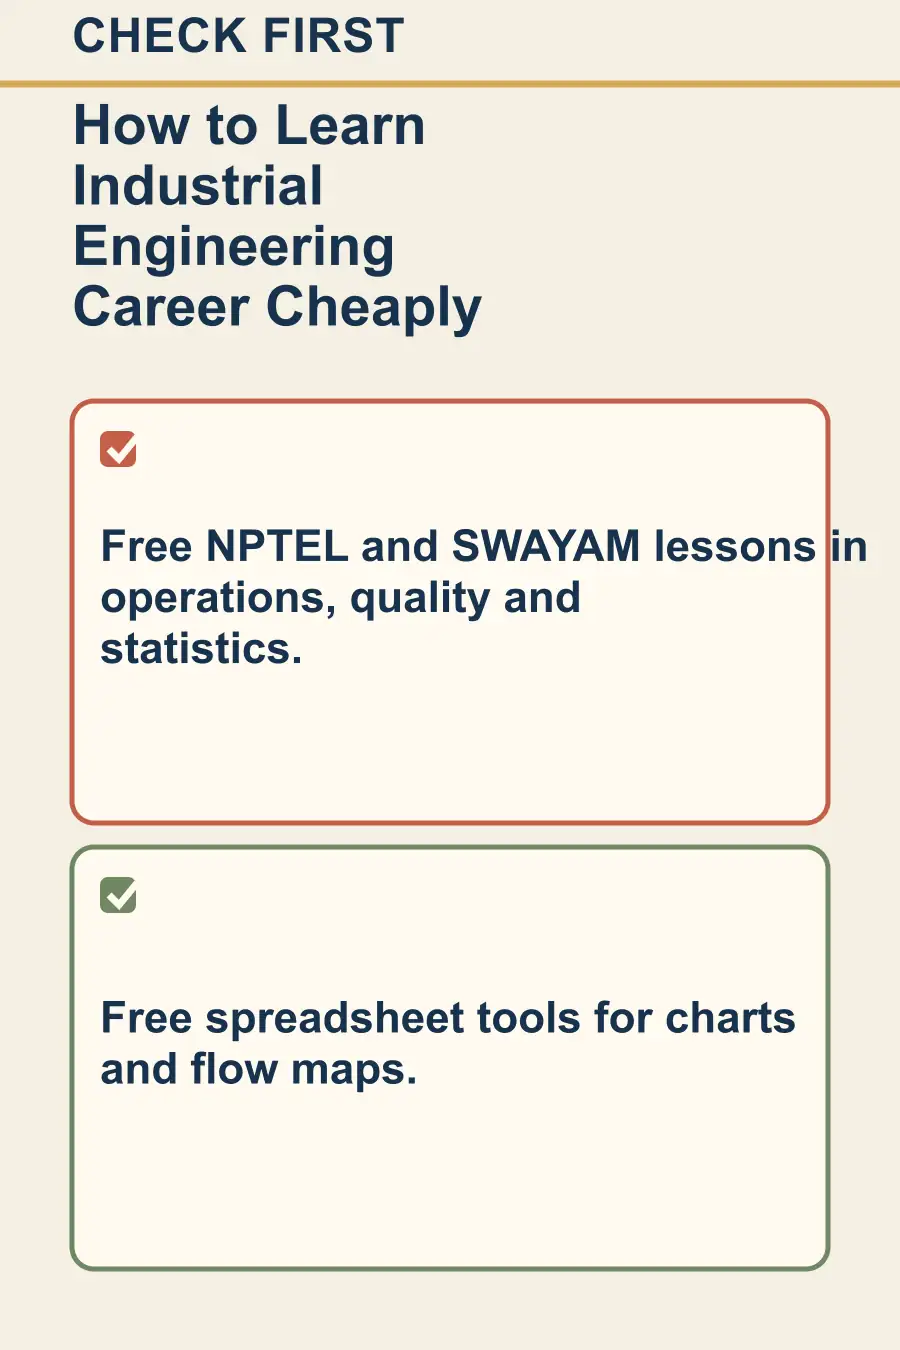 CHECK FIRST
How to Learn
Industrial
Engineering
Career Cheaply
Free NPTEL and SWAYAM lessons in
operations, quality and
statistics.
Free spreadsheet tools for charts
and flow maps.